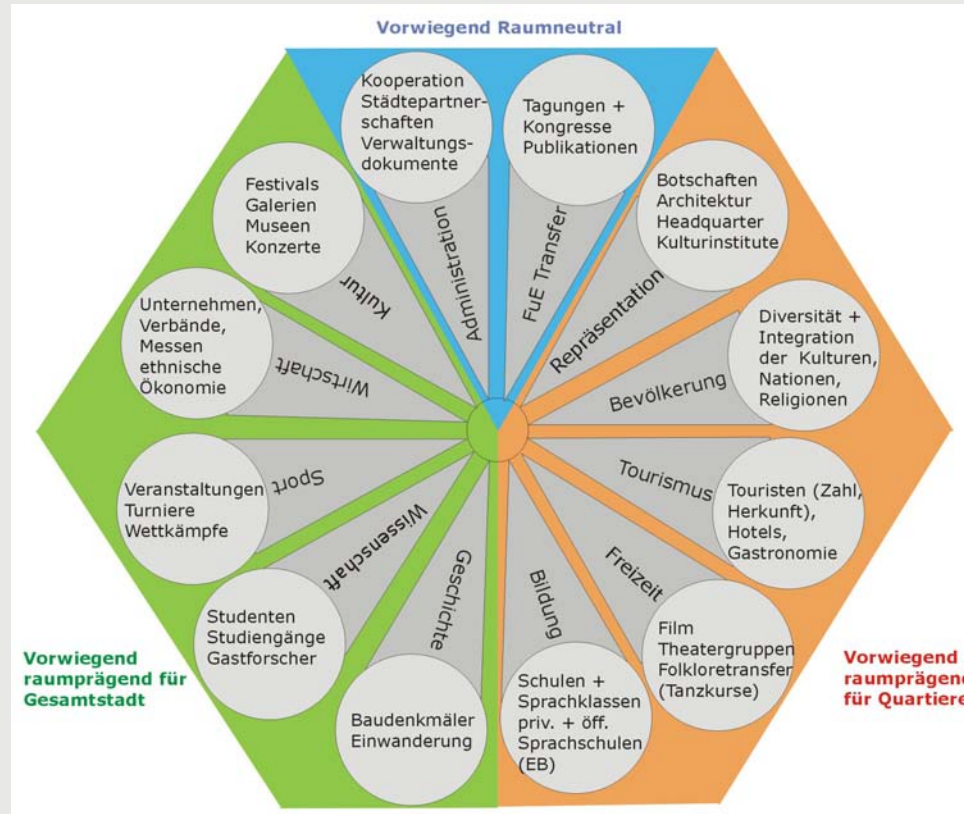 Vorwiegend Raumneutral
Kooperation
Städtepartner-
schaften
Verwaltungs-
dokumente
Administration
Tagungen +
Kongresse
Publikationen
FuE Transfer
Botschaften
Architektur
Headquarter
Kulturinstitute
Repräsentation
Diversität +
Integration
der Kulturen,
Nationen,
Religionen
Bevölkerung
Touristen (Zahl,
Herkunft),
Hotels,
Gastronomie
Tourismus
Film
Theatergruppen
Folkloretransfer
(Tanzkurse)
Freizeit
Schulen +
Sprachklassen
priv. + öff.
Sprachschulen
(EB)
Bildung
Baudenkmäler
Einwanderung
Geschichte
Studenten
Studiengänge
Gastforscher
Wissenschaft
Veranstaltungen
Turniere
Wettkämpfe
Sport
Unternehmen,
Verbände,
Messen
ethnische
Ökonomie
Wirtschaft
Festivals
Galerien
Museen
Konzerte
Kultur
Vorwiegend
raumprägend für
Gesamtstadt
Vorwiegend
raumprägend
für Quartiere